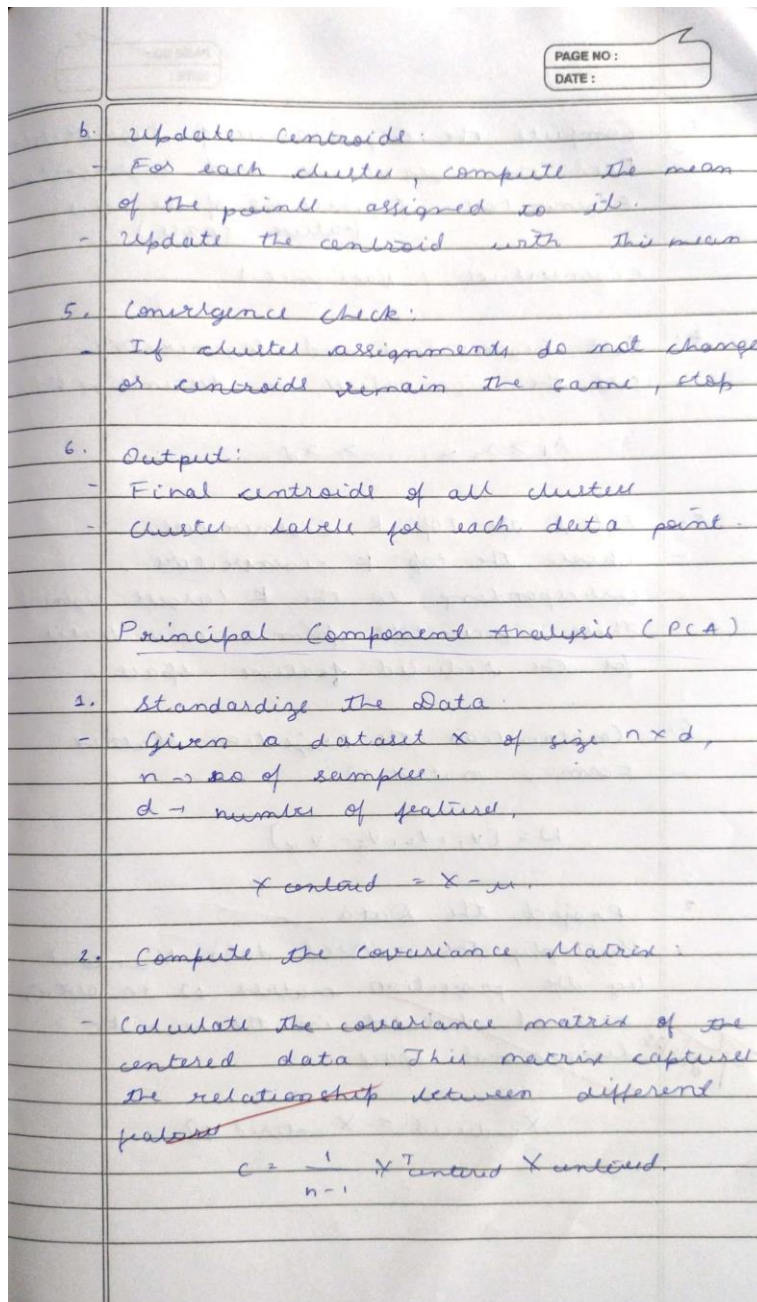 PAGE NO :
DATE :
b. Update Centroids:
- For each cluster, compute the mean
of the points assigned to it.
- Update the centroid with this mean
5. Convergence check:
- If cluster assignments do not change
or centroids remain the same, stop
6. Output:
- Final centroids of all clusters
- Cluster labels for each data point.
Principal Component Analysis (PCA)
1. Standardize the Data.
- Given a dataset X of size n x d,
n → no of samples.
d → number of features.
X centered = X - μ.
2. Compute the covariance Matrix:
- Calculate the covariance matrix of the
centered data. This matrix captures
the relationship between different
features
C = 1/(n-1) X^T centered X centered.